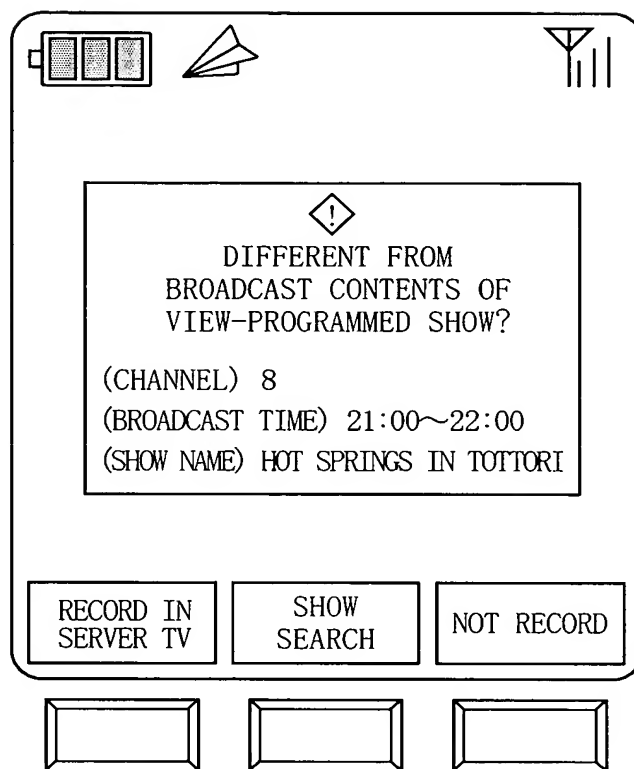 !
DIFFERENT FROM
BROADCAST CONTENTS OF
VIEW-PROGRAMMED SHOW?
(CHANNEL) 8
(BROADCAST TIME) 21:00~22:00
(SHOW NAME) HOT SPRINGS IN TOTTORI
RECORD IN
SERVER TV
SHOW
SEARCH
NOT RECORD